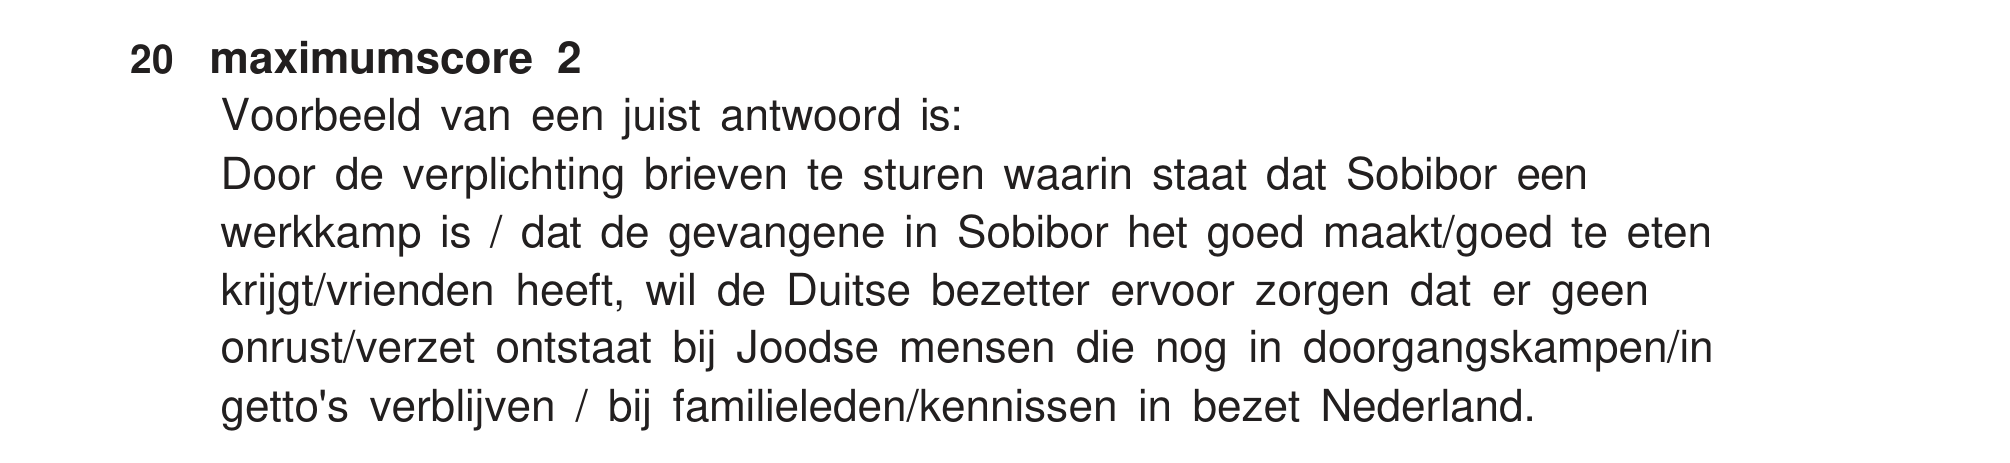 20 maximumscore 2
Voorbeeld van een juist antwoord is:
Door de verplichting brieven te sturen waarin staat dat Sobibor een
werkkamp is / dat de gevangene in Sobibor het goed maakt/goed te eten
krijgt/vrienden heeft, wil de Duitse bezetter ervoor zorgen dat er geen
onrust/verzet ontstaat bij Joodse mensen die nog in doorgangskampen/in
getto's verblijven / bij familieleden/kennissen in bezet Nederland.